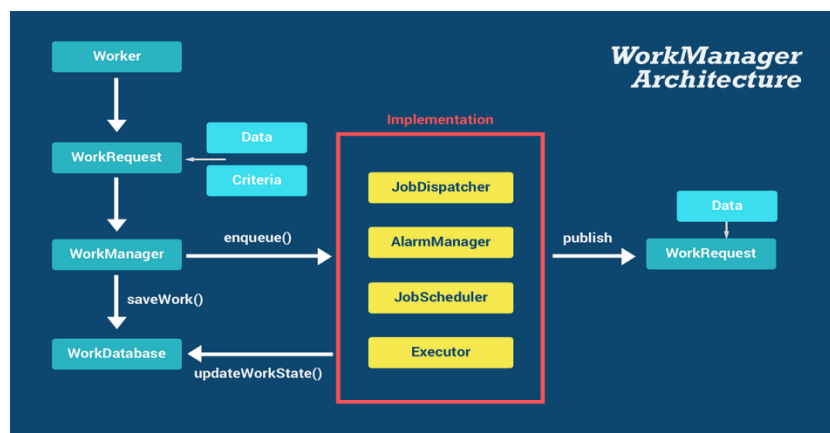 WorkManager
Architecture
Worker
WorkRequest
Data
Criteria
WorkManager
enqueue()
saveWork()
WorkDatabase
updateWorkState()
Implementation
JobDispatcher
AlarmManager
JobScheduler
Executor
publish
Data
WorkRequest